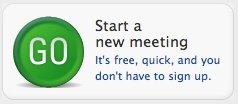 GO
Start a
new meeting
It's free, quick, and you
don't have to sign up.